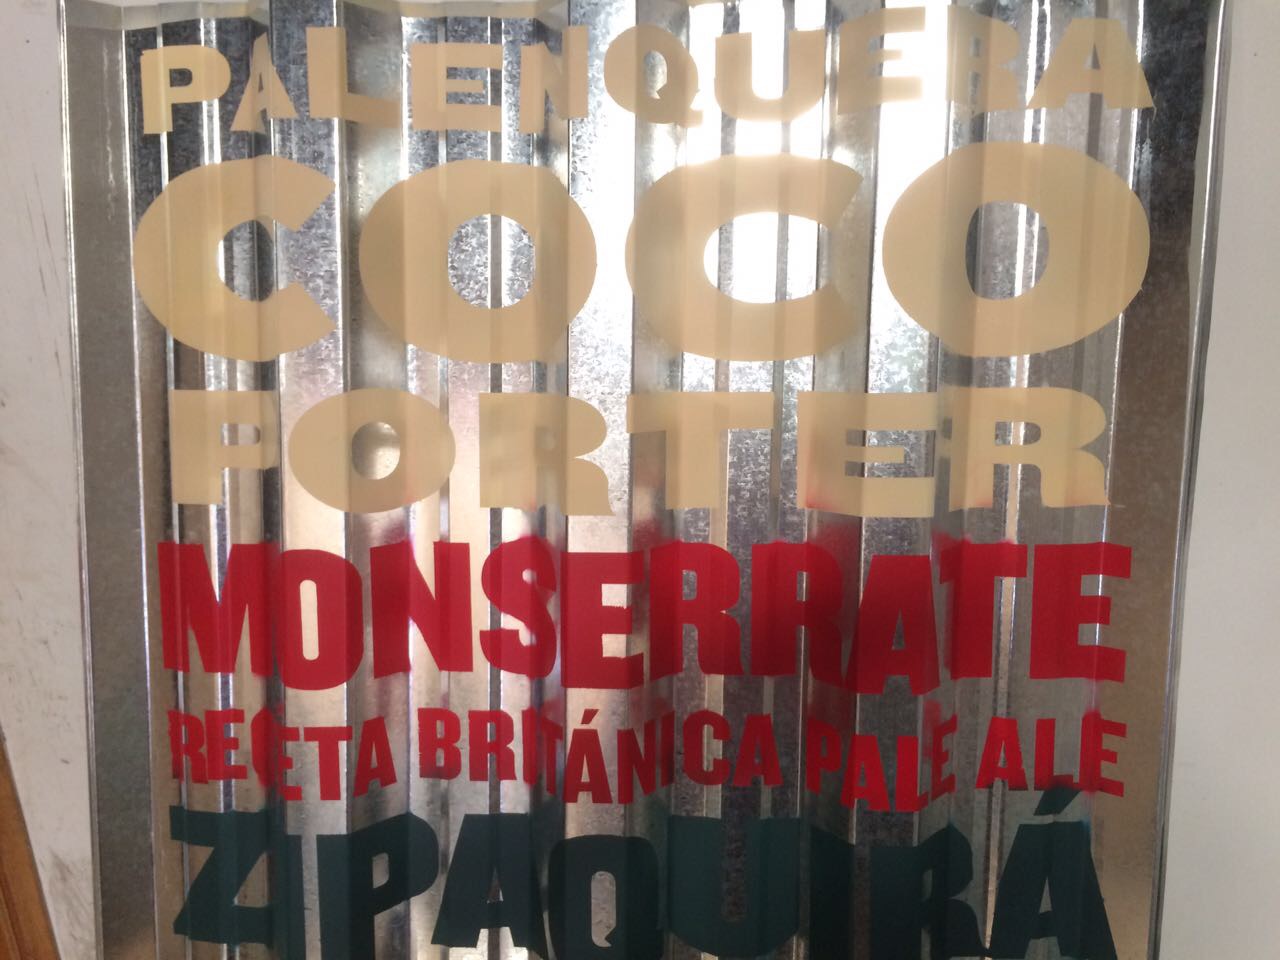 PALENQUERA
COCO
PORTER
MONSERRATE
RECETA BRITÁNICA PALE ALE
ZIPAQUIRÁ